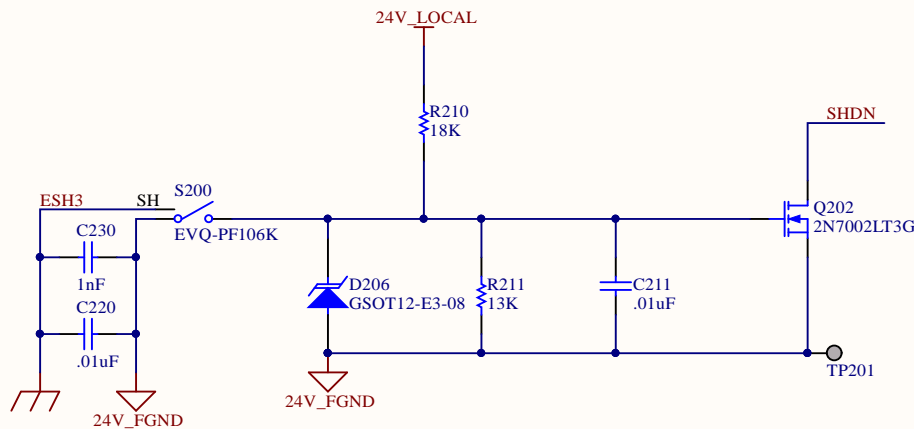 24V_LOCAL
R210
18K
SHDN
ESH3
SH
S200
EVQ-PF106K
Q202
2N7002LT3G
C230
1nF
D206
GSOT12-E3-08
R211
13K
C211
.01uF
C220
.01uF
TP201
24V_FGND
24V_FGND